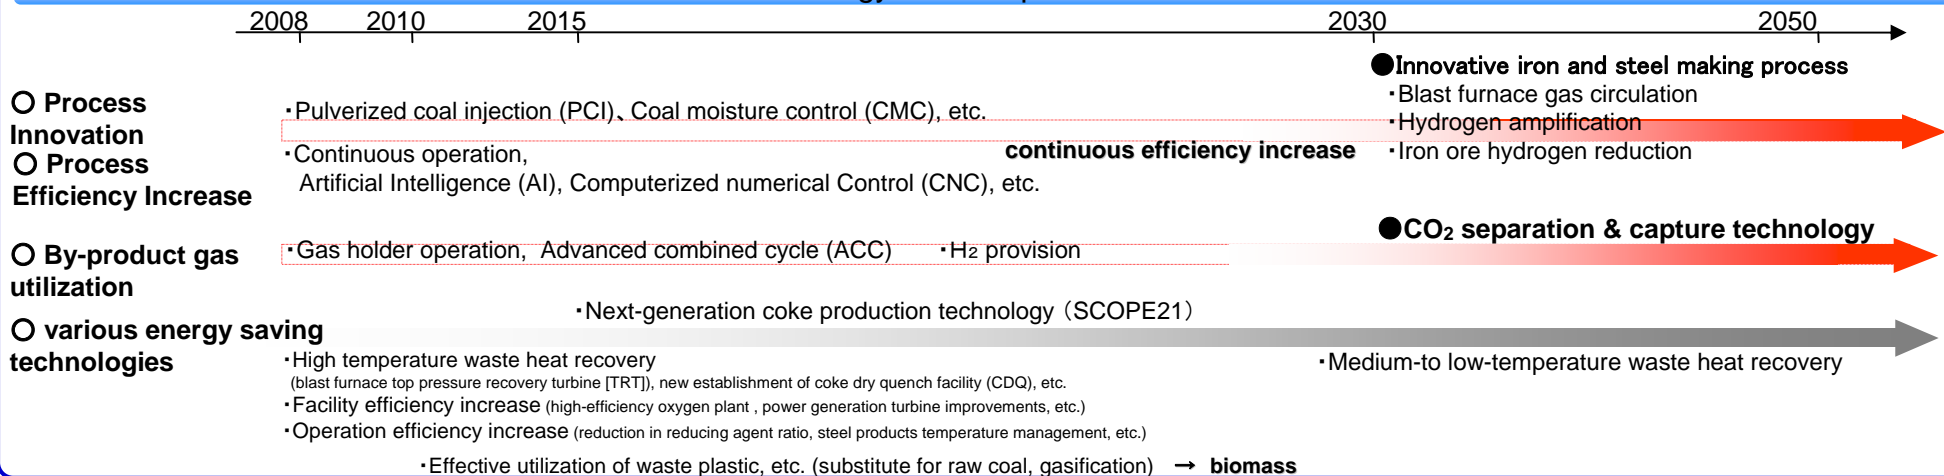 2008 2010 2015 2030 2050
●Innovative iron and steel making process
・Blast furnace gas circulation
・Hydrogen amplification
・Iron ore hydrogen reduction
○ Process
Innovation
・Pulverized coal injection (PCI)、Coal moisture control (CMC), etc.
○ Process
Efficiency Increase
・Continuous operation,
Artificial Intelligence (AI), Computerized numerical Control (CNC), etc.
continuous efficiency increase
●CO₂ separation & capture technology
○ By-product gas
utilization
・Gas holder operation, Advanced combined cycle (ACC) ・H₂ provision
・Next-generation coke production technology（SCOPE21）
○ various energy saving
technologies
・High temperature waste heat recovery
(blast furnace top pressure recovery turbine [TRT]), new establishment of coke dry quench facility (CDQ), etc.
・Medium-to low-temperature waste heat recovery
・Facility efficiency increase (high-efficiency oxygen plant , power generation turbine improvements, etc.)
・Operation efficiency increase (reduction in reducing agent ratio, steel products temperature management, etc.)
・Effective utilization of waste plastic, etc. (substitute for raw coal, gasification) → biomass